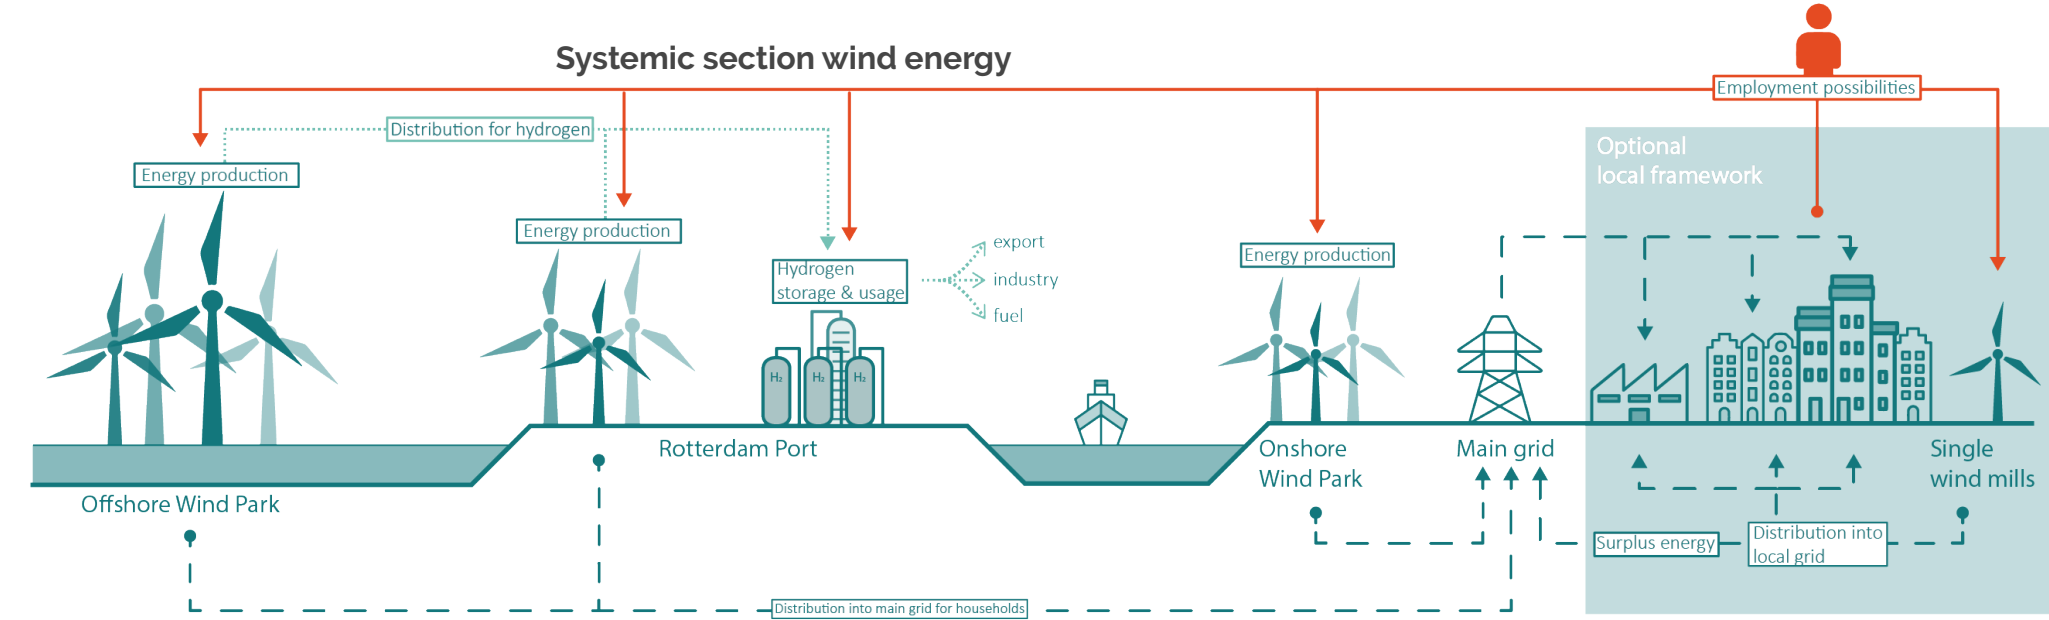 Systemic section wind energy
Employment possibilities
Distribution for hydrogen
Optional
local framework
Energy production
Energy production
Energy production
Hydrogen
storage & usage
export
industry
fuel
H₂
H₂
H₂
Rotterdam Port
Onshore
Wind Park
Main grid
Single
wind mills
Offshore Wind Park
Surplus energy
Distribution into
local grid
Distribution into main grid for households